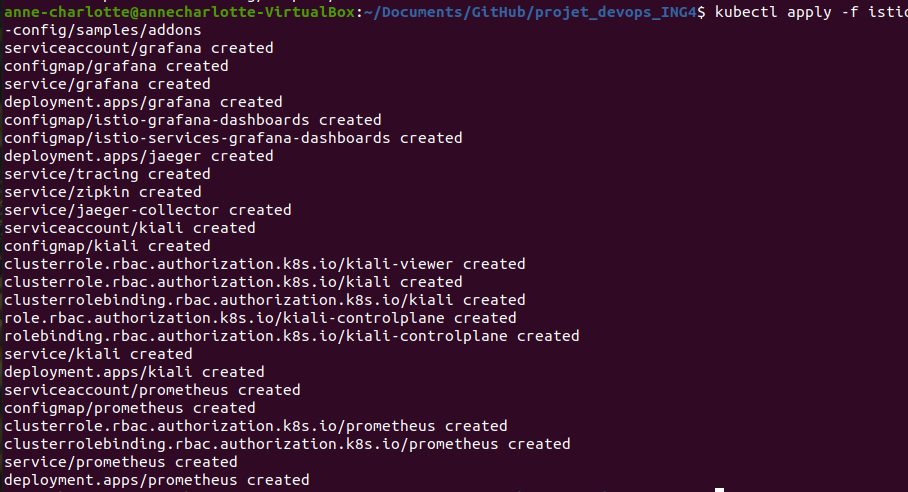 anne-charlotte@annecharlotte-VirtualBox:~/Documents/GitHub/projet_devops_ING4$ kubectl apply -f istio
-config/samples/addons
serviceaccount/grafana created
configmap/grafana created
service/grafana created
deployment.apps/grafana created
configmap/istio-grafana-dashboards created
configmap/istio-services-grafana-dashboards created
deployment.apps/jaeger created
service/tracing created
service/zipkin created
service/jaeger-collector created
serviceaccount/kiali created
configmap/kiali created
clusterrole.rbac.authorization.k8s.io/kiali-viewer created
clusterrole.rbac.authorization.k8s.io/kiali created
clusterrolebinding.rbac.authorization.k8s.io/kiali created
role.rbac.authorization.k8s.io/kiali-controlplane created
rolebinding.rbac.authorization.k8s.io/kiali-controlplane created
service/kiali created
deployment.apps/kiali created
serviceaccount/prometheus created
configmap/prometheus created
clusterrole.rbac.authorization.k8s.io/prometheus created
clusterrolebinding.rbac.authorization.k8s.io/prometheus created
service/prometheus created
deployment.apps/prometheus created